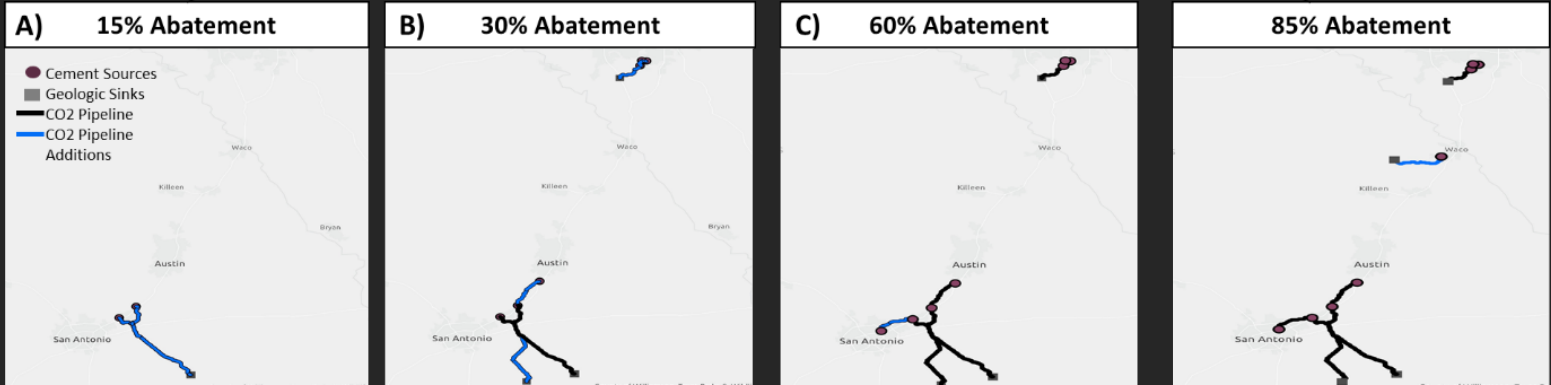 A) 15% Abatement
Cement Sources
Geologic Sinks
CO2 Pipeline
CO2 Pipeline
Additions
Waco
Killeen
Bryan
Austin
San Antonio
B) 30% Abatement
Waco
Killeen
Bryan
Austin
San Antonio
C) 60% Abatement
Waco
Killeen
Austin
San Antonio
85% Abatement
Waco
Killeen
Austin
San Antonio